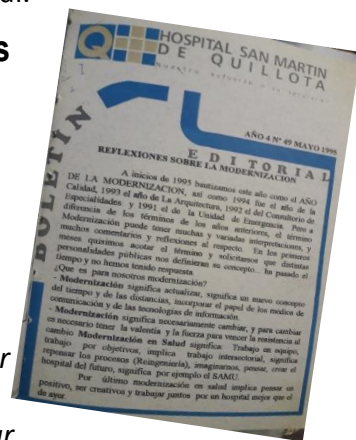 s
r
ur
HOSPITAL SAN MARTIN
DE QUILLOTA
BOLETÍN
AÑO 4 Nº 49 MAYO 1995
EDITORIAL
REFLEXIONES SOBRE LA MODERNIZACION
A inicios de 1995 bautizamos este año como el AÑO
DE LA MODERNIZACION, así como 1994 fue el año de la
Calidad, 1993 el año de La Arquitectura, 1992 el del Consultorio de
Especialidades y 1991 el de la Unidad de Emergencia. Pero a
diferencia de los términos de los años anteriores, el término
Modernización puede tener muchas y variadas interpretaciones, y
muchos comentarios y reflexiones al respecto. En los primeros
meses quisimos acotar el término y solicitamos que distintas
personalidades públicas nos definieran su concepto... ha pasado el
tiempo y no hemos tenido respuesta.
¿Que es para nosotros modernización?
- Modernización significa actualizar, significa un nuevo concepto
del tiempo y de las distancias, incorporar el papel de los medios de
comunicación y de las tecnologías de información.
- Modernización significa necesariamente cambiar, y para cambiar
es necesario tener la valentía y la fuerza para vencer la resistencia al
cambio Modernización en Salud significa Trabajo en equipo,
trabajo por objetivos, implica trabajo intersectorial, significa
repensar los procesos (Reingeniería), imaginarnos, pensar, crear el
hospital del futuro, significa por ejemplo el SAMU.
Por último modernización en salud implica pensar en
positivo, ser creativos y trabajar juntos por un hospital mejor que el
de ayer.